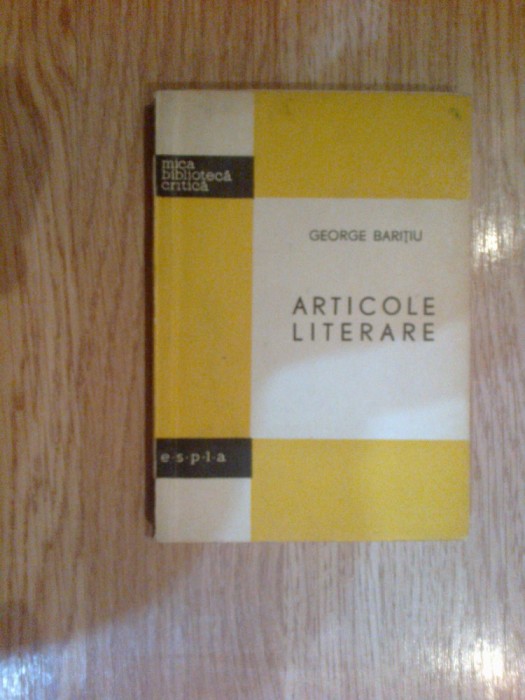 mica
bibliotecă
critică
GEORGE BARIȚIU
ARTICOLE
LITERARE
e-s-p-l-a